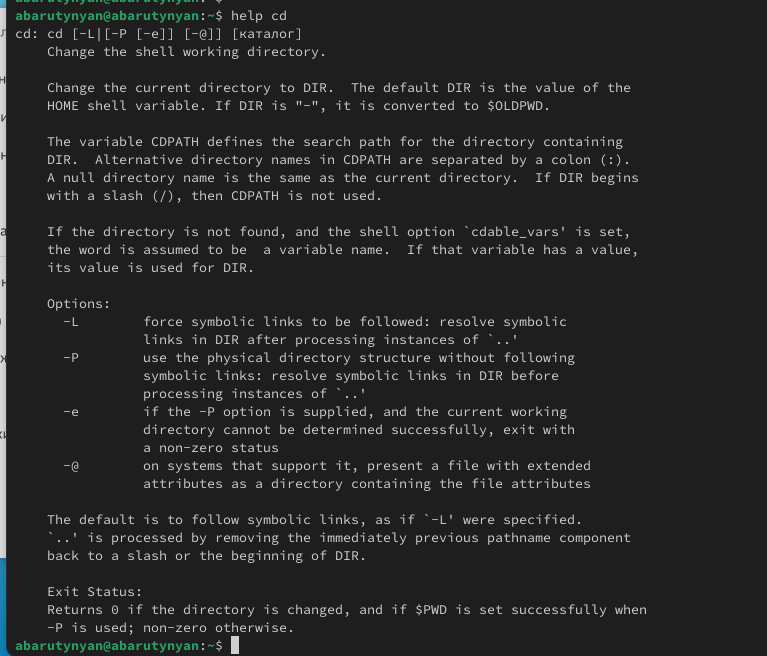 abarutynyan@abarutynyan:~$ help cd
cd: cd [-L|[-P [-e]] [-@]] [каталог]
    Change the shell working directory.

    Change the current directory to DIR.  The default DIR is the value of the
    HOME shell variable. If DIR is "-", it is converted to $OLDPWD.

    The variable CDPATH defines the search path for the directory containing
    DIR.  Alternative directory names in CDPATH are separated by a colon (:).
    A null directory name is the same as the current directory.  If DIR begins
    with a slash (/), then CDPATH is not used.

    If the directory is not found, and the shell option `cdable_vars' is set,
    the word is assumed to be  a variable name.  If that variable has a value,
    its value is used for DIR.

    Options:
      -L        force symbolic links to be followed: resolve symbolic
                links in DIR after processing instances of `..'
      -P        use the physical directory structure without following
                symbolic links: resolve symbolic links in DIR before
                processing instances of `..'
      -e        if the -P option is supplied, and the current working
                directory cannot be determined successfully, exit with
                a non-zero status
      -@        on systems that support it, present a file with extended
                attributes as a directory containing the file attributes

    The default is to follow symbolic links, as if `-L' were specified.
    `..' is processed by removing the immediately previous pathname component
    back to a slash or the beginning of DIR.

    Exit Status:
    Returns 0 if the directory is changed, and if $PWD is set successfully when
    -P is used; non-zero otherwise.
abarutynyan@abarutynyan:~$